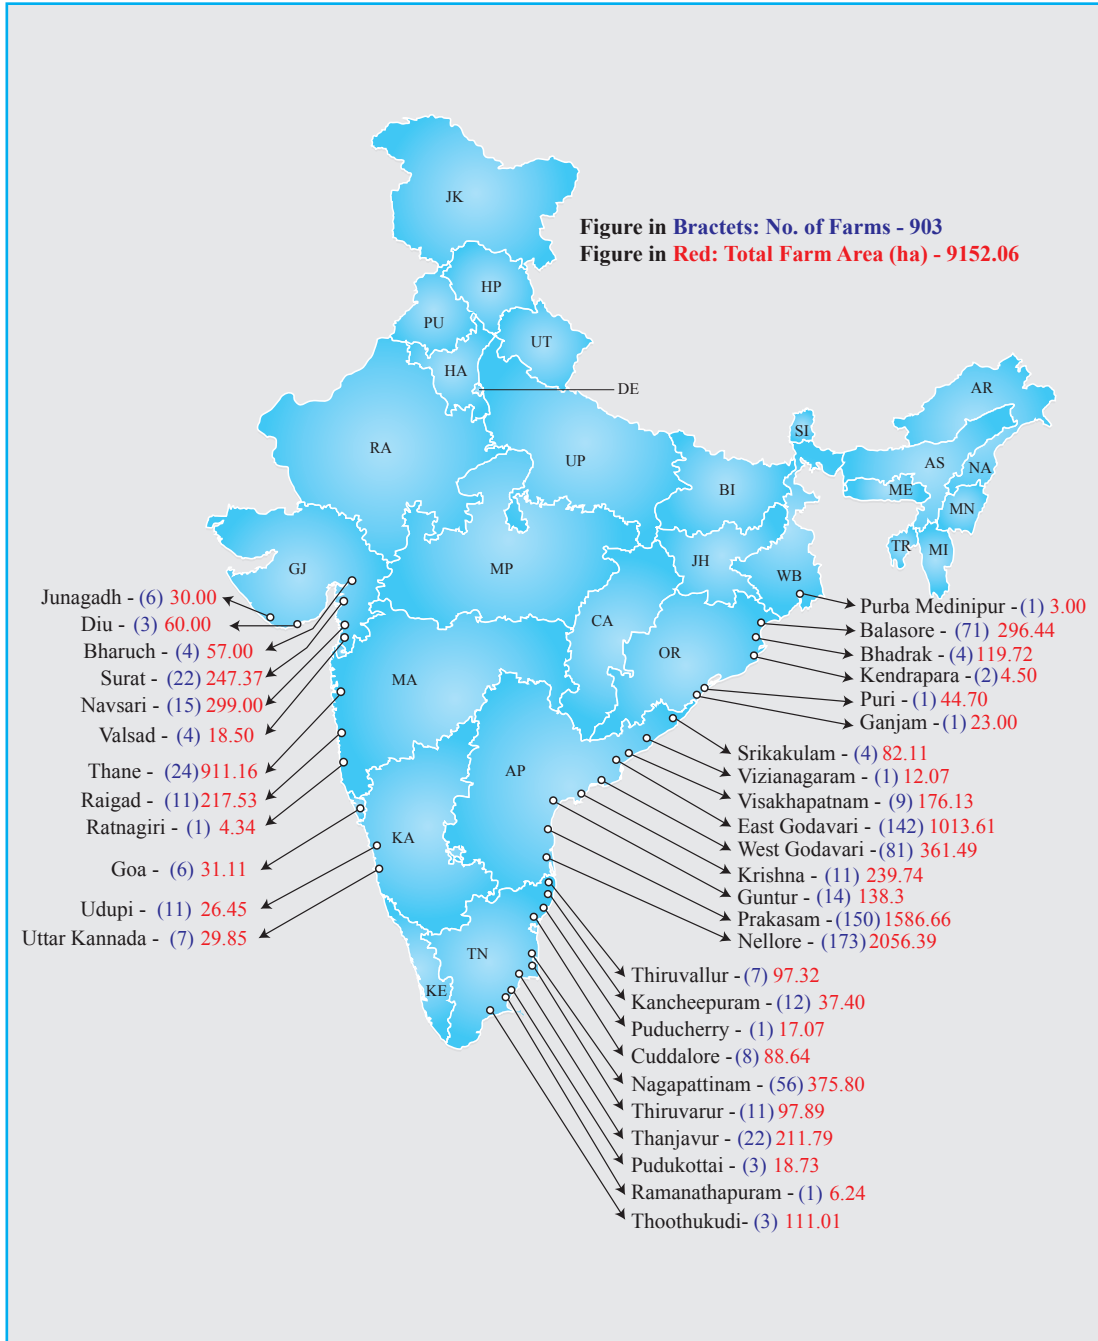 JK
Figure in Bractets: No. of Farms - 903
Figure in Red: Total Farm Area (ha) - 9152.06
HP
PU
UT
HA
DE
AR
SI
RA
UP
AS
NA
BI
ME
MN
TR
MI
GJ
MP
JH
WB
CA
OR
MA
AP
KA
TN
KE
Junagadh - (6) 30.00
Diu - (3) 60.00
Bharuch - (4) 57.00
Surat - (22) 247.37
Navsari - (15) 299.00
Valsad - (4) 18.50
Thane - (24) 911.16
Raigad - (11) 217.53
Ratnagiri - (1) 4.34
Goa - (6) 31.11
Udupi - (11) 26.45
Uttar Kannada - (7) 29.85
Purba Medinipur - (1) 3.00
Balasore - (71) 296.44
Bhadrak - (4) 119.72
Kendrapara - (2) 4.50
Puri - (1) 44.70
Ganjam - (1) 23.00
Srikakulam - (4) 82.11
Vizianagaram - (1) 12.07
Visakhapatnam - (9) 176.13
East Godavari - (142) 1013.61
West Godavari - (81) 361.49
Krishna - (11) 239.74
Guntur - (14) 138.3
Prakasam - (150) 1586.66
Nellore - (173) 2056.39
Thiruvallur - (7) 97.32
Kancheepuram - (12) 37.40
Puducherry - (1) 17.07
Cuddalore - (8) 88.64
Nagapattinam - (56) 375.80
Thiruvarur - (11) 97.89
Thanjavur - (22) 211.79
Pudukottai - (3) 18.73
Ramanathapuram - (1) 6.24
Thoothukudi- (3) 111.01